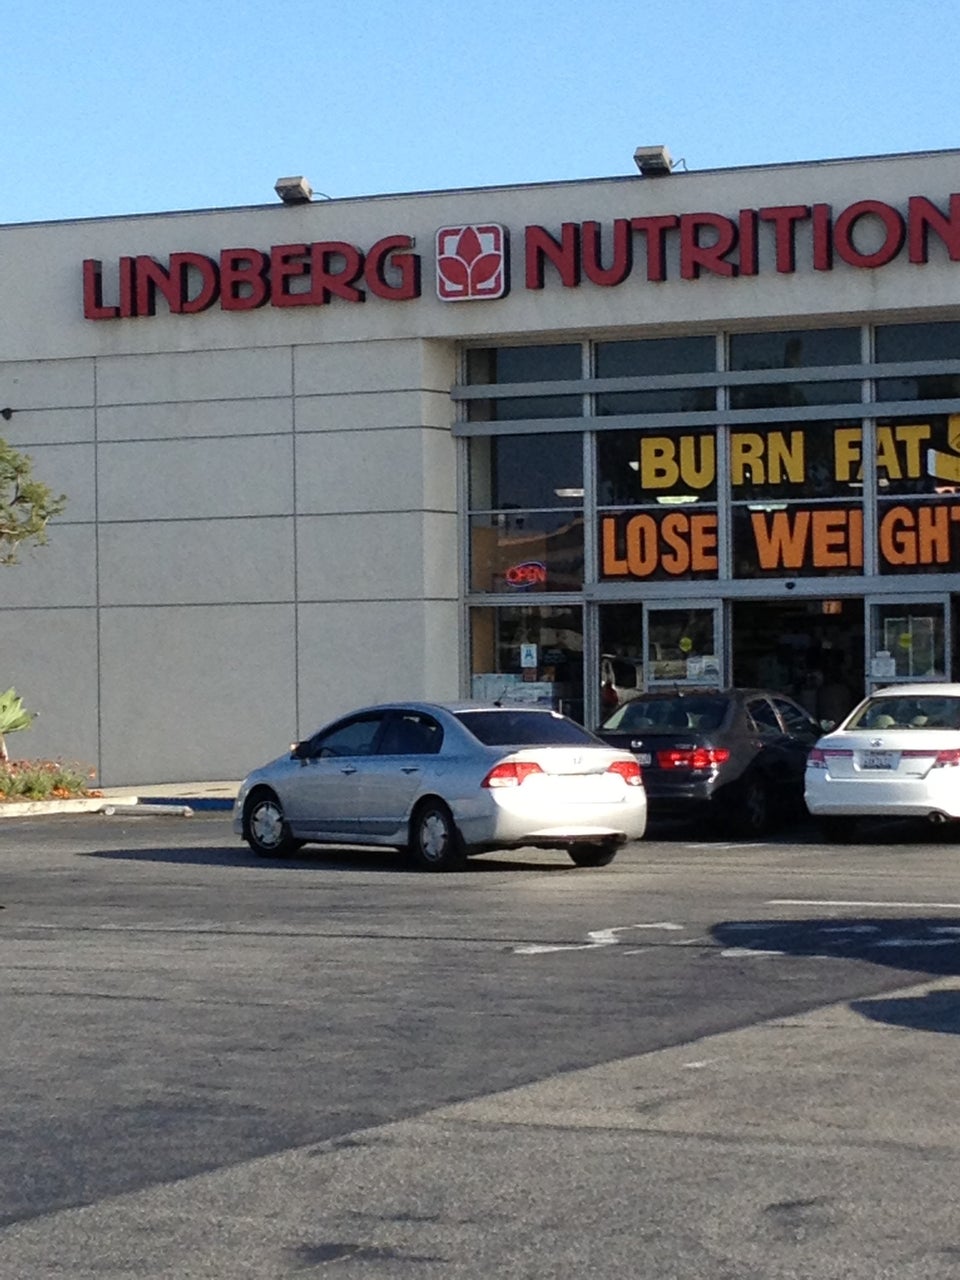 LINDBERG NUTRITION
BURN FAT
LOSE WEIGHT
OPEN